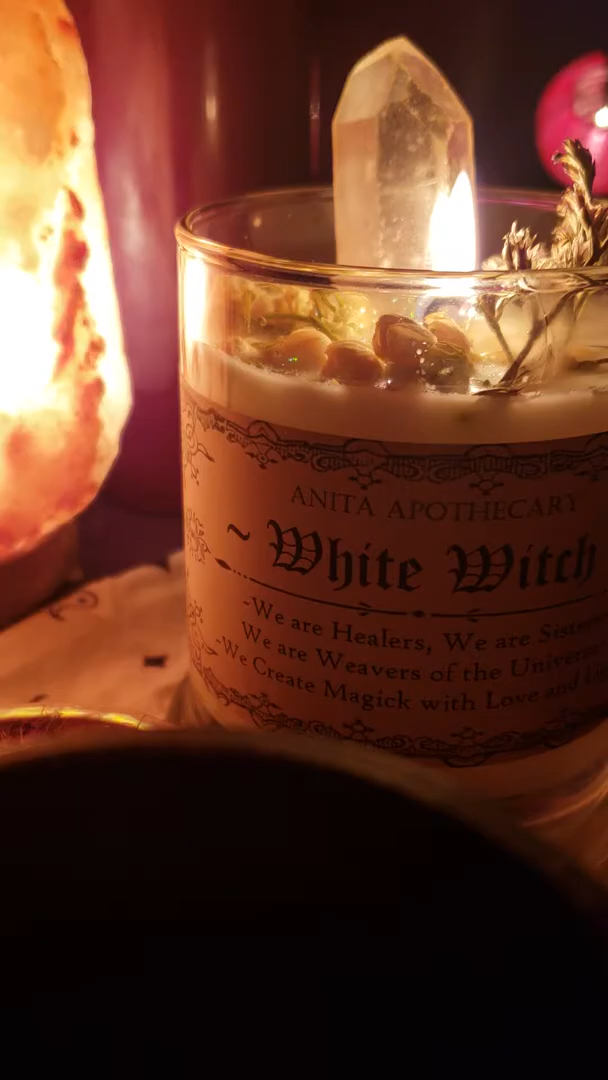 ANITA APOTHECARY
~ White Witch
-We are Healers, We are
We are Weavers of the
-We Create Magick with Love and